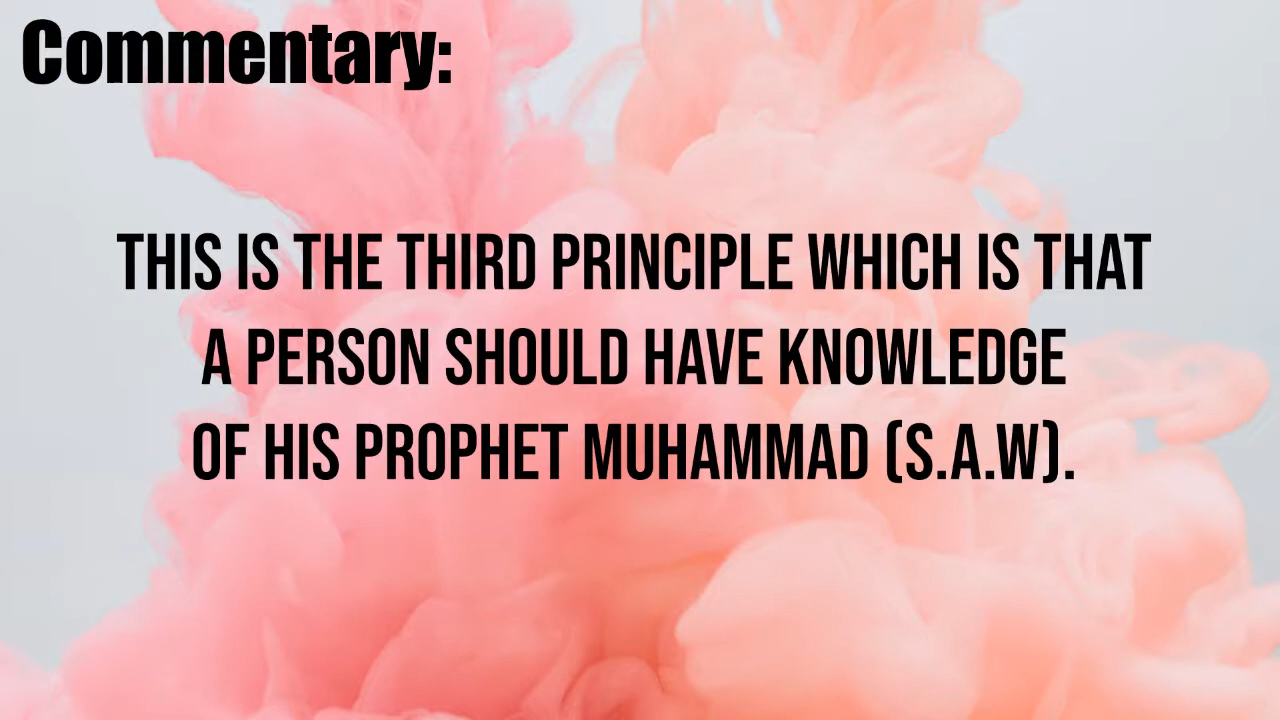 Commentary:
THIS IS THE THIRD PRINCIPLE WHICH IS THAT
A PERSON SHOULD HAVE KNOWLEDGE
OF HIS PROPHET MUHAMMAD (S.A.W).